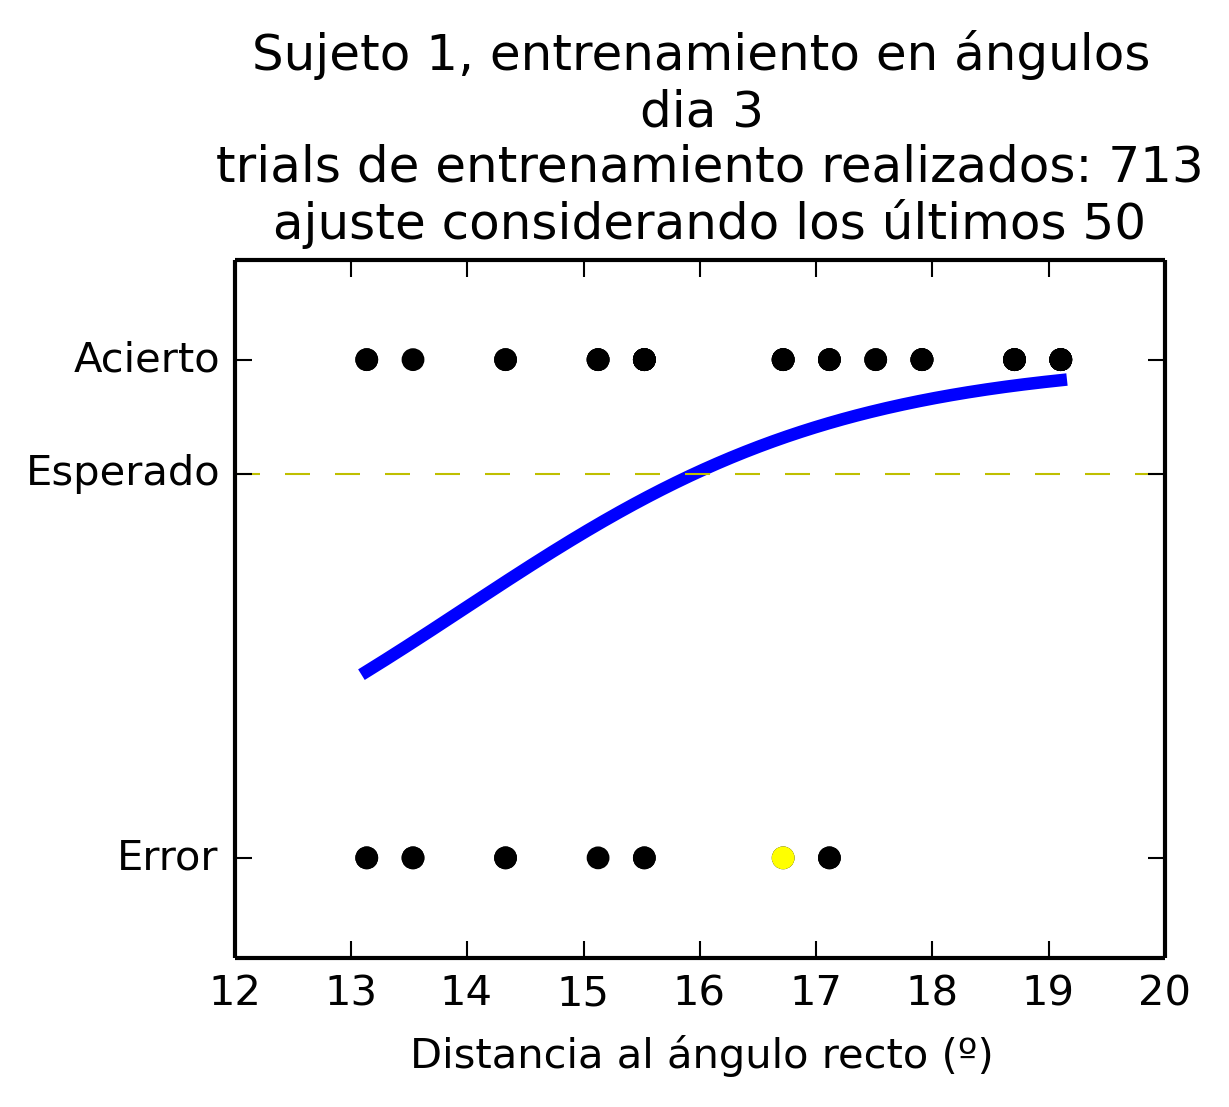 Sujeto 1, entrenamiento en ángulos
dia 3
trials de entrenamiento realizados: 713
ajuste considerando los últimos 50
Acierto
Esperado
Error
12 13 14 15 16 17 18 19 20
Distancia al ángulo recto (º)